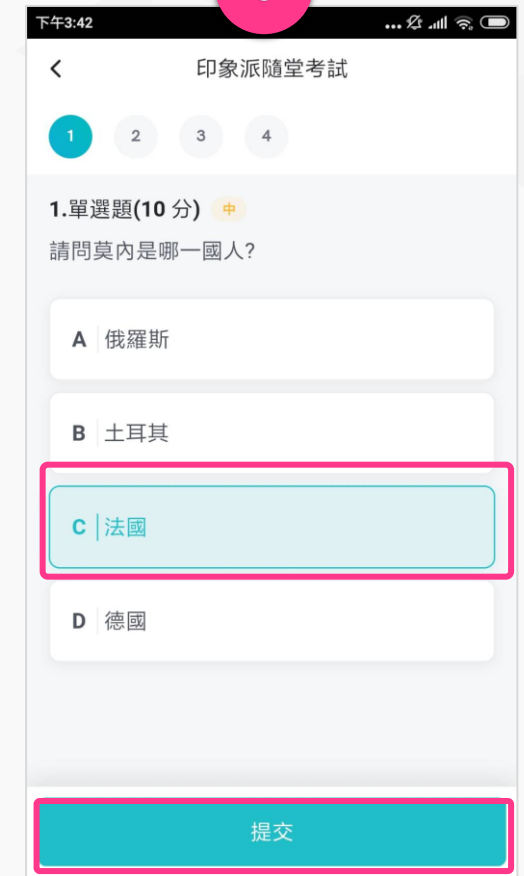 下午3:42
印象派隨堂考試
1 2 3 4
1.單選題(10 分) 中
請問莫內是哪一國人?
A 俄羅斯
B 土耳其
C 法國
D 德國
提交